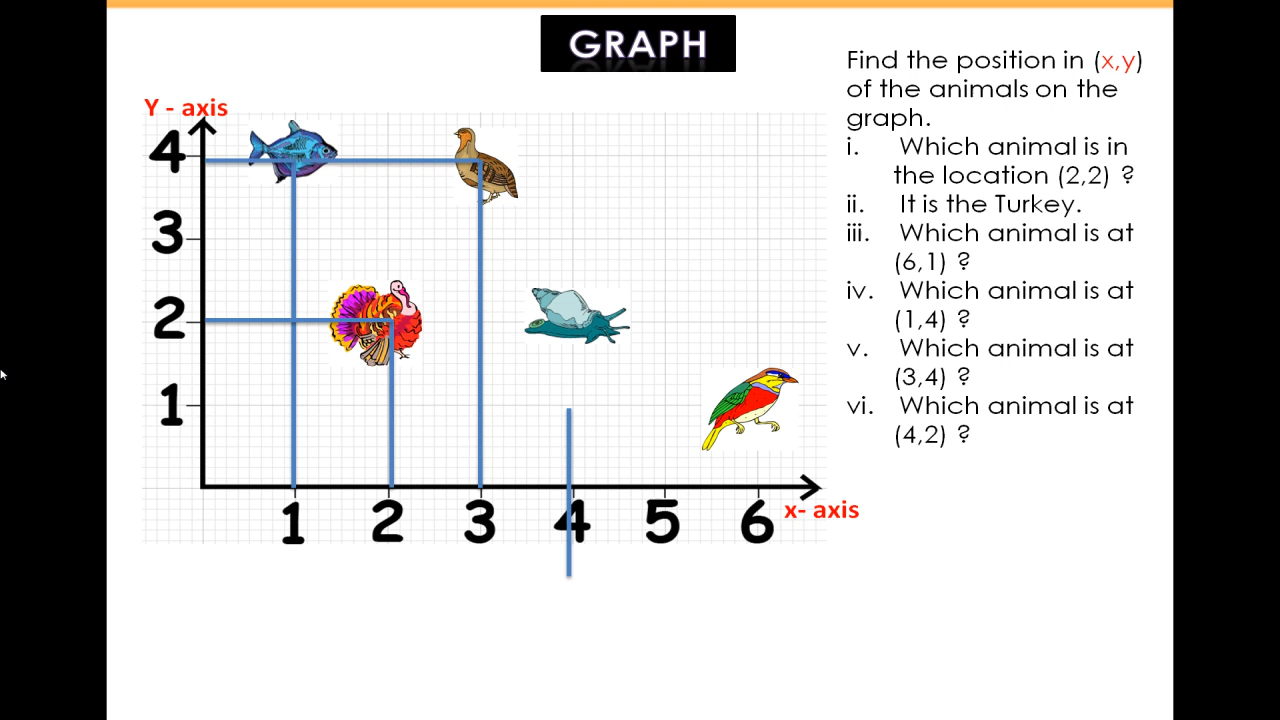 GRAPH
Find the position in (x,y)
of the animals on the
graph.
i. Which animal is in
the location (2,2) ?
ii. It is the Turkey.
iii. Which animal is at
(6,1) ?
iv. Which animal is at
(1,4) ?
v. Which animal is at
(3,4) ?
vi. Which animal is at
(4,2) ?
Y - axis
4
3
2
1
1 2 3 4 5 6
x- axis